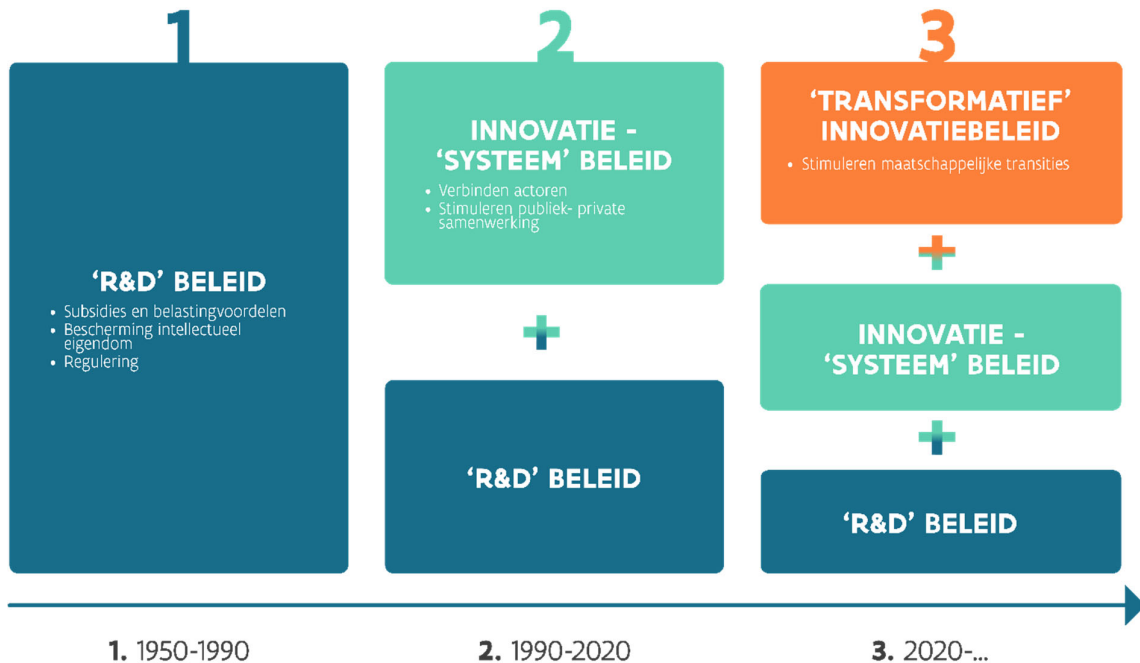 1
'R&D' BELEID
• Subsidies en belastingvoordelen
• Bescherming intellectueel
eigendom
• Regulering
2
INNOVATIE -
'SYSTEEM' BELEID
• Verbinden actoren
• Stimuleren publiek- private
samenwerking
+
'R&D' BELEID
3
'TRANSFORMATIEF'
INNOVATIEBELEID
• Stimuleren maatschappelijke transities
+
INNOVATIE -
'SYSTEEM' BELEID
+
'R&D' BELEID
1. 1950-1990
2. 1990-2020
3. 2020-...